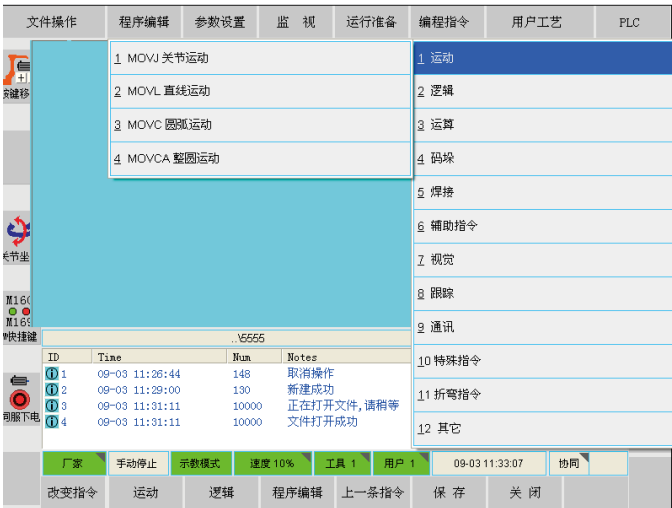 文件操作 程序编辑 参数设置 监 视 运行准备 编程指令 用户工艺 PLC
1 MOVJ 关节运动
2 MOVL 直线运动
3 MOVC 圆弧运动
4 MOVCA 整圆运动
1 运动
2 逻辑
3 运算
4 码垛
5 焊接
6 辅助指令
7 视觉
8 跟踪
9 通讯
10 特殊指令
11 折弯指令
12 其它
按键移
关节坐
M160
M169
快捷键
伺服下电
..\5555
ID Time Num Notes
1 09-03 11:26:44 148 取消操作
2 09-03 11:29:00 130 新建成功
3 09-03 11:31:11 10000 正在打开文件,请稍等
4 09-03 11:31:11 10000 文件打开成功
厂家 手动停止 示教模式 速度 10% 工具 1 用户 1 09-03 11:33:07 协同
改变指令 运动 逻辑 程序编辑 上一条指令 保 存 关 闭